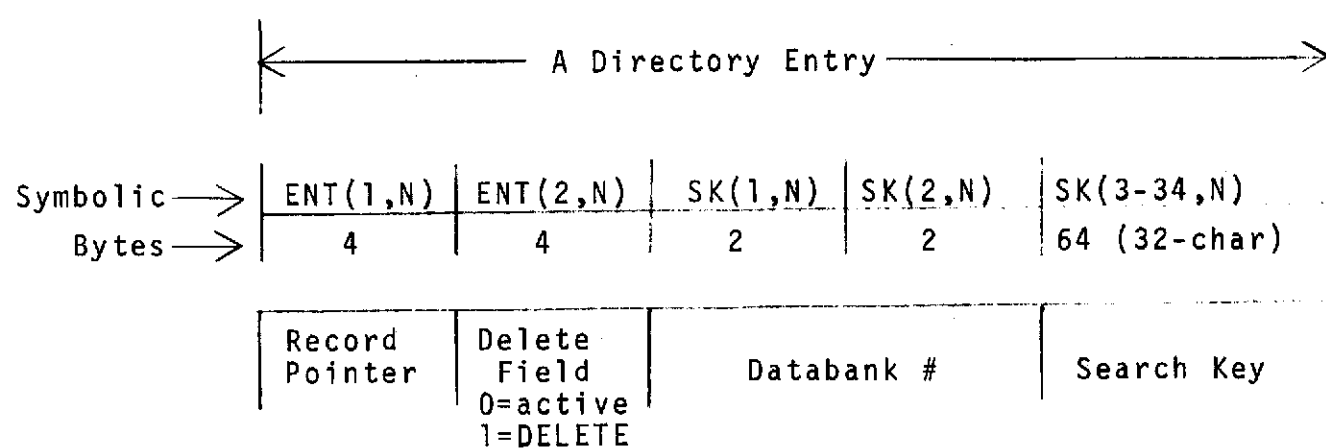 A Directory Entry
Symbolic ENT(1,N) ENT(2,N) SK(1,N) SK(2,N) SK(3-34,N)
Bytes 4 4 2 2 64 (32-char)
Record Delete
Pointer Field Databank # Search Key
0=active
1=DELETE